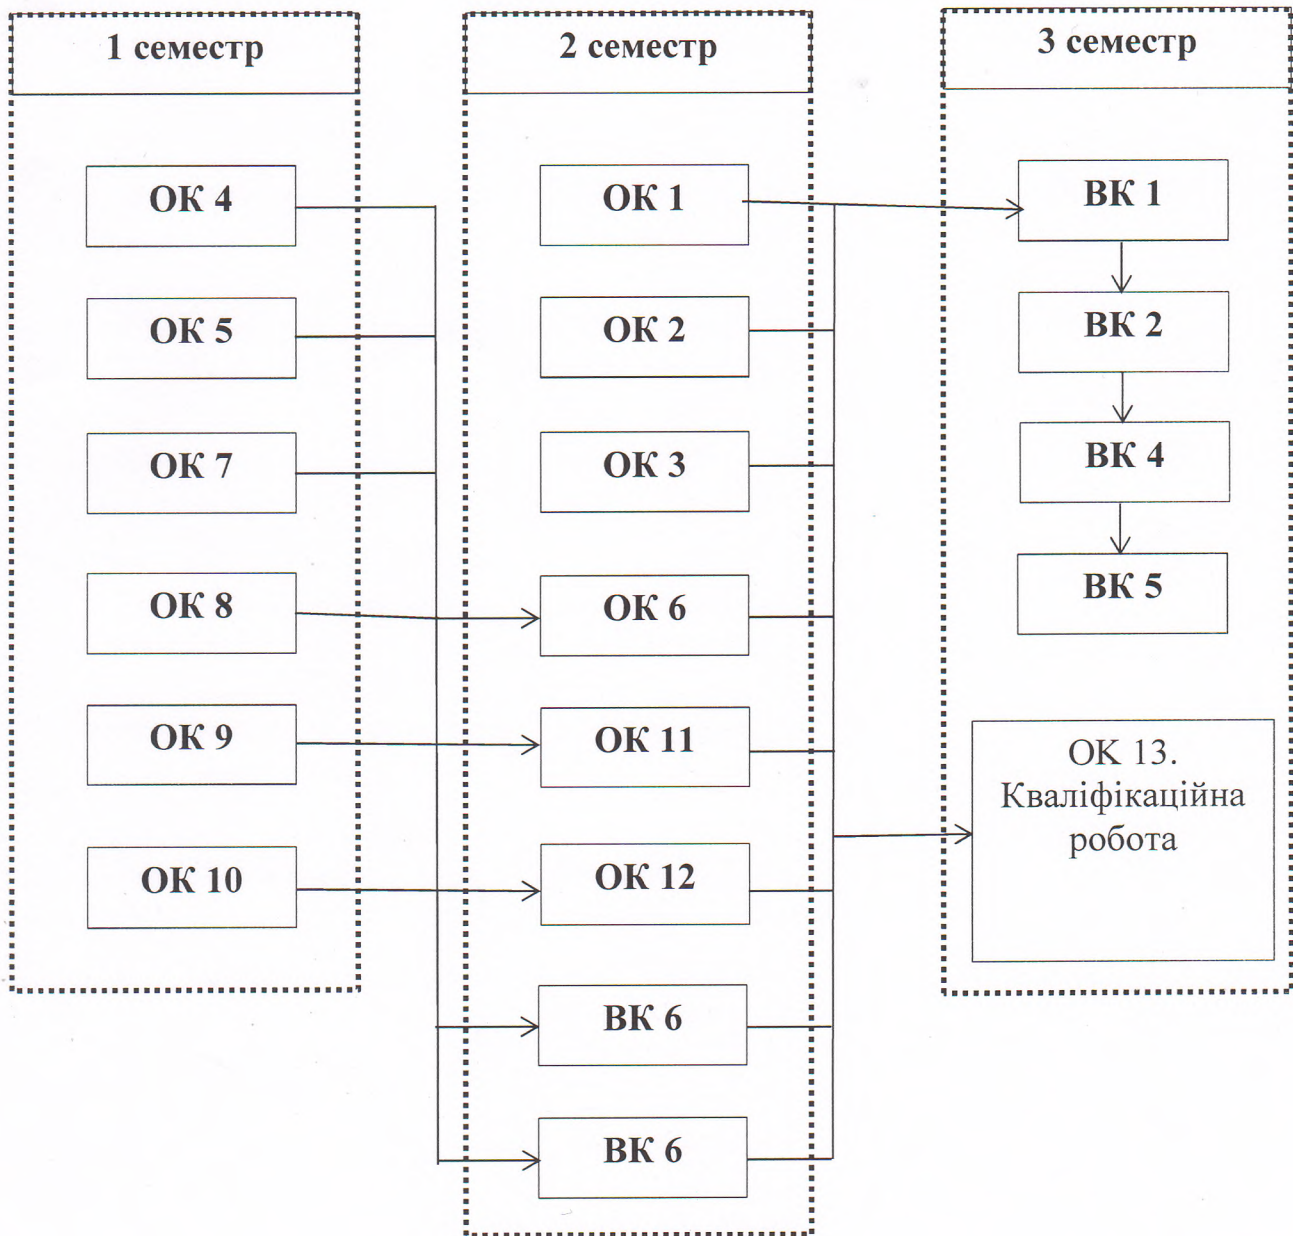 1 семестр
ОК 4
ОК 5
ОК 7
ОК 8
ОК 9
ОК 10
2 семестр
ОК 1
ОК 2
ОК 3
ОК 6
ОК 11
ОК 12
ВК 6
ВК 6
3 семестр
ВК 1
ВК 2
ВК 4
ВК 5
ОК 13.
Кваліфікаційна
робота